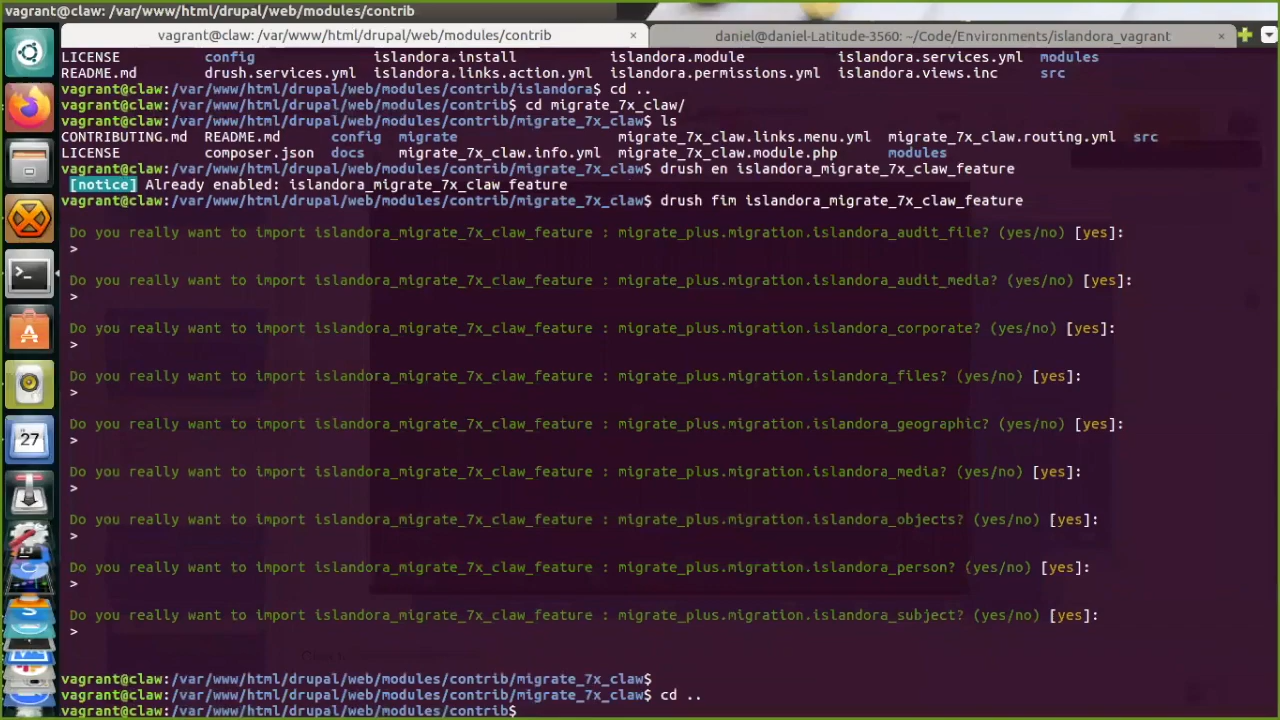 vagrant@claw: /var/www/html/drupal/web/modules/contrib
vagrant@claw: /var/www/html/drupal/web/modules/contrib × daniel@daniel-Latitude-3560: ~/Code/Environments/islandora_vagrant ×
LICENSE config islandora.install islandora.module islandora.services.yml modules
README.md drush.services.yml islandora.links.action.yml islandora.permissions.yml islandora.views.inc src
vagrant@claw:/var/www/html/drupal/web/modules/contrib/islandora$ cd ..
vagrant@claw:/var/www/html/drupal/web/modules/contrib$ cd migrate_7x_claw/
vagrant@claw:/var/www/html/drupal/web/modules/contrib/migrate_7x_claw$ ls
CONTRIBUTING.md README.md config migrate migrate_7x_claw.links.menu.yml migrate_7x_claw.routing.yml src
LICENSE composer.json docs migrate_7x_claw.info.yml migrate_7x_claw.module.php modules
vagrant@claw:/var/www/html/drupal/web/modules/contrib/migrate_7x_claw$ drush en islandora_migrate_7x_claw_feature
[notice] Already enabled: islandora_migrate_7x_claw_feature
vagrant@claw:/var/www/html/drupal/web/modules/contrib/migrate_7x_claw$ drush fim islandora_migrate_7x_claw_feature
Do you really want to import islandora_migrate_7x_claw_feature : migrate_plus.migration.islandora_audit_file? (yes/no) [yes]:
>
Do you really want to import islandora_migrate_7x_claw_feature : migrate_plus.migration.islandora_audit_media? (yes/no) [yes]:
>
Do you really want to import islandora_migrate_7x_claw_feature : migrate_plus.migration.islandora_corporate? (yes/no) [yes]:
>
Do you really want to import islandora_migrate_7x_claw_feature : migrate_plus.migration.islandora_files? (yes/no) [yes]:
>
Do you really want to import islandora_migrate_7x_claw_feature : migrate_plus.migration.islandora_geographic? (yes/no) [yes]:
>
Do you really want to import islandora_migrate_7x_claw_feature : migrate_plus.migration.islandora_media? (yes/no) [yes]:
>
Do you really want to import islandora_migrate_7x_claw_feature : migrate_plus.migration.islandora_objects? (yes/no) [yes]:
>
Do you really want to import islandora_migrate_7x_claw_feature : migrate_plus.migration.islandora_person? (yes/no) [yes]:
>
Do you really want to import islandora_migrate_7x_claw_feature : migrate_plus.migration.islandora_subject? (yes/no) [yes]:
>
vagrant@claw:/var/www/html/drupal/web/modules/contrib/migrate_7x_claw$
vagrant@claw:/var/www/html/drupal/web/modules/contrib/migrate_7x_claw$ cd ..
vagrant@claw:/var/www/html/drupal/web/modules/contrib$
27